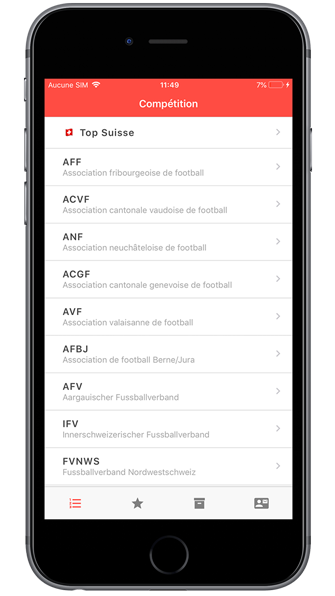 Aucune SIM 11:49 7%
Compétition
Top Suisse
AFF
Association fribourgeoise de football
ACVF
Association cantonale vaudoise de football
ANF
Association neuchâteloise de football
ACGF
Association cantonale genevoise de football
AVF
Association valaisanne de football
AFBJ
Association de football Berne/Jura
AFV
Aargauischer Fussballverband
IFV
Innerschweizerischer Fussballverband
FVNWS
Fussballverband Nordwestschweiz